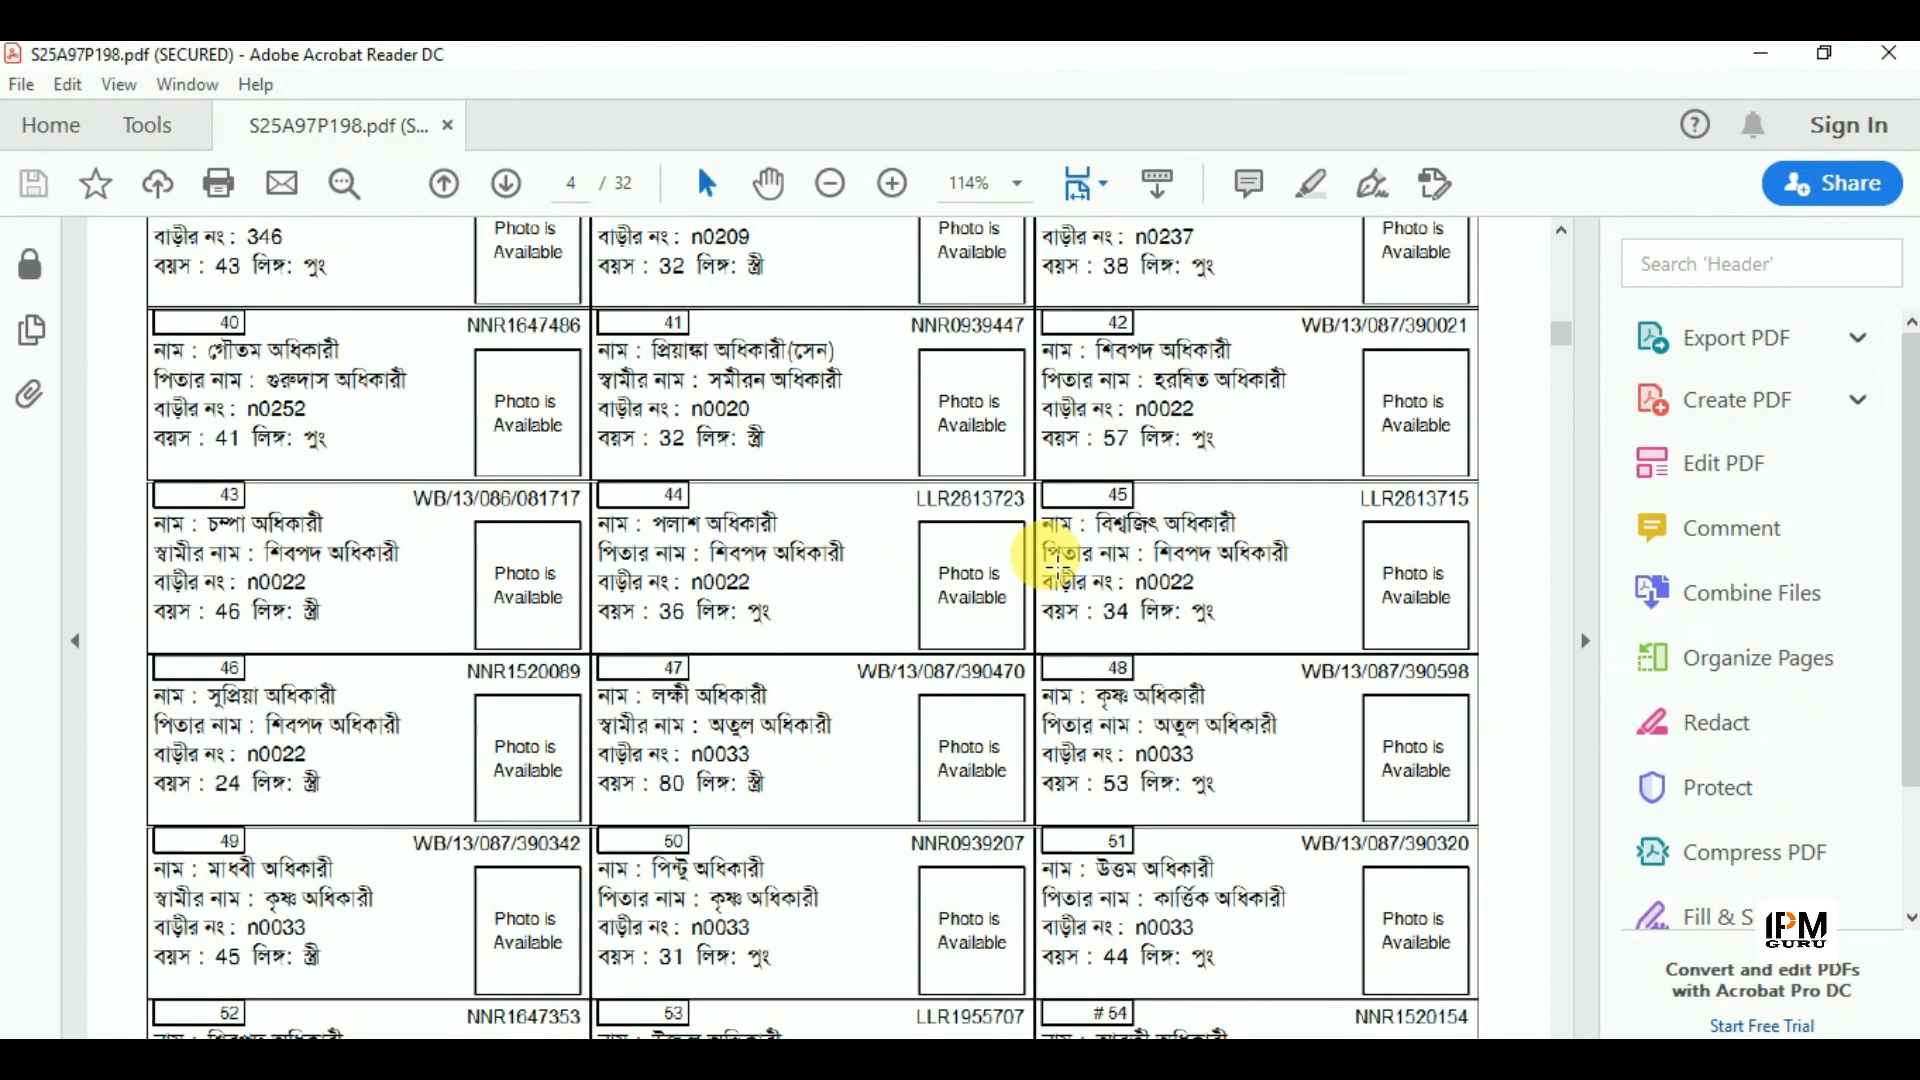 S25A97P198.pdf (SECURED) - Adobe Acrobat Reader DC
File Edit View Window Help
Home Tools S25A97P198.pdf (S... × Sign In
4 / 32 114% Share
বাড়ীর নং : 346
বয়স : 43 লিঙ্গ: পুং
Photo is
Available
বাড়ীর নং : n0209
বয়স : 32 লিঙ্গ: স্ত্রী
Photo is
Available
বাড়ীর নং : n0237
বয়স : 38 লিঙ্গ: পুং
Photo is
Available
40 NNR1647486
নাম : গৌতম অধিকারী
পিতার নাম : গুরুদাস অধিকারী
বাড়ীর নং : n0252
বয়স : 41 লিঙ্গ: পুং
Photo is
Available
41 NNR0939447
নাম : প্রিয়াঙ্কা অধিকারী(সেন)
স্বামীর নাম : সমীরন অধিকারী
বাড়ীর নং : n0020
বয়স : 32 লিঙ্গ: স্ত্রী
Photo is
Available
42 WB/13/087/390021
নাম : শিবপদ অধিকারী
পিতার নাম : হরষিত অধিকারী
বাড়ীর নং : n0022
বয়স : 57 লিঙ্গ: পুং
Photo is
Available
43 WB/13/086/081717
নাম : চম্পা অধিকারী
স্বামীর নাম : শিবপদ অধিকারী
বাড়ীর নং : n0022
বয়স : 46 লিঙ্গ: স্ত্রী
Photo is
Available
44 LLR2813723
নাম : পলাশ অধিকারী
পিতার নাম : শিবপদ অধিকারী
বাড়ীর নং : n0022
বয়স : 36 লিঙ্গ: পুং
Photo is
Available
45 LLR2813715
নাম : বিশ্বজিৎ অধিকারী
পিতার নাম : শিবপদ অধিকারী
বাড়ীর নং : n0022
বয়স : 34 লিঙ্গ: পুং
Photo is
Available
46 NNR1520089
নাম : সুপ্রিয়া অধিকারী
পিতার নাম : শিবপদ অধিকারী
বাড়ীর নং : n0022
বয়স : 24 লিঙ্গ: স্ত্রী
Photo is
Available
47 WB/13/087/390470
নাম : লক্ষী অধিকারী
স্বামীর নাম : অতুল অধিকারী
বাড়ীর নং : n0033
বয়স : 80 লিঙ্গ: স্ত্রী
Photo is
Available
48 WB/13/087/390598
নাম : কৃষ্ণ অধিকারী
পিতার নাম : অতুল অধিকারী
বাড়ীর নং : n0033
বয়স : 53 লিঙ্গ: পুং
Photo is
Available
49 WB/13/087/390342
নাম : মাধবী অধিকারী
স্বামীর নাম : কৃষ্ণ অধিকারী
বাড়ীর নং : n0033
বয়স : 45 লিঙ্গ: স্ত্রী
Photo is
Available
50 NNR0939207
নাম : পিন্টু অধিকারী
পিতার নাম : কৃষ্ণ অধিকারী
বাড়ীর নং : n0033
বয়স : 31 লিঙ্গ: পুং
Photo is
Available
51 WB/13/087/390320
নাম : উত্তম অধিকারী
পিতার নাম : কার্ত্তিক অধিকারী
বাড়ীর নং : n0033
বয়স : 44 লিঙ্গ: পুং
Photo is
Available
52 NNR1647353
53 LLR1955707
# 54 NNR1520154
Search 'Header'
Export PDF
Create PDF
Edit PDF
Comment
Combine Files
Organize Pages
Redact
Protect
Compress PDF
Fill & S
IPM
GURU
Convert and edit PDFs
with Acrobat Pro DC
Start Free Trial